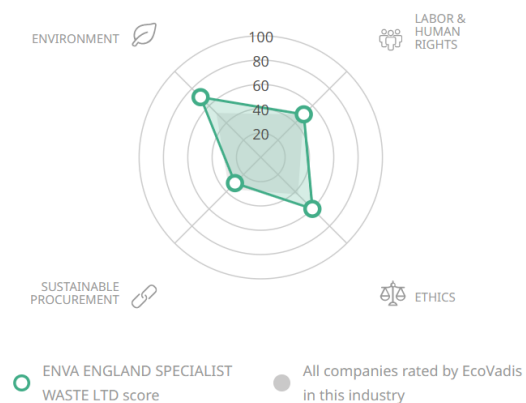 ENVIRONMENT
LABOR &
HUMAN
RIGHTS
100
80
60
40
20
SUSTAINABLE
PROCUREMENT
ETHICS
ENVA ENGLAND SPECIALIST
WASTE LTD score
All companies rated by EcoVadis
in this industry